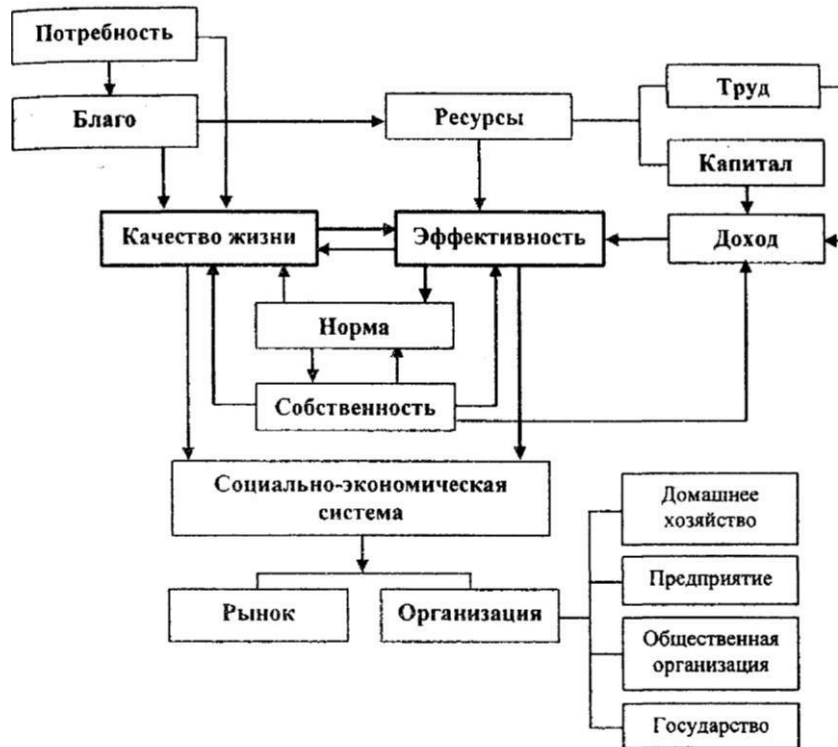 Потребность
Благо
Ресурсы
Труд
Капитал
Качество жизни
Эффективность
Доход
Норма
Собственность
Социально-экономическая
система
Рынок
Организация
Домашнее
хозяйство
Предприятие
Общественная
организация
Государство